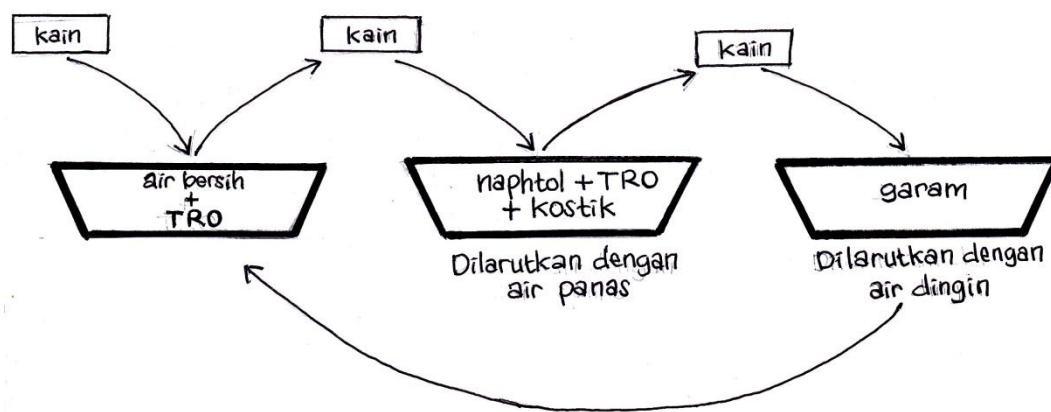 kain
kain
kain
air bersih
+
TRO
naphtol + TRO
+ kostik
garam
Dilarutkan dengan
air panas
Dilarutkan dengan
air dingin